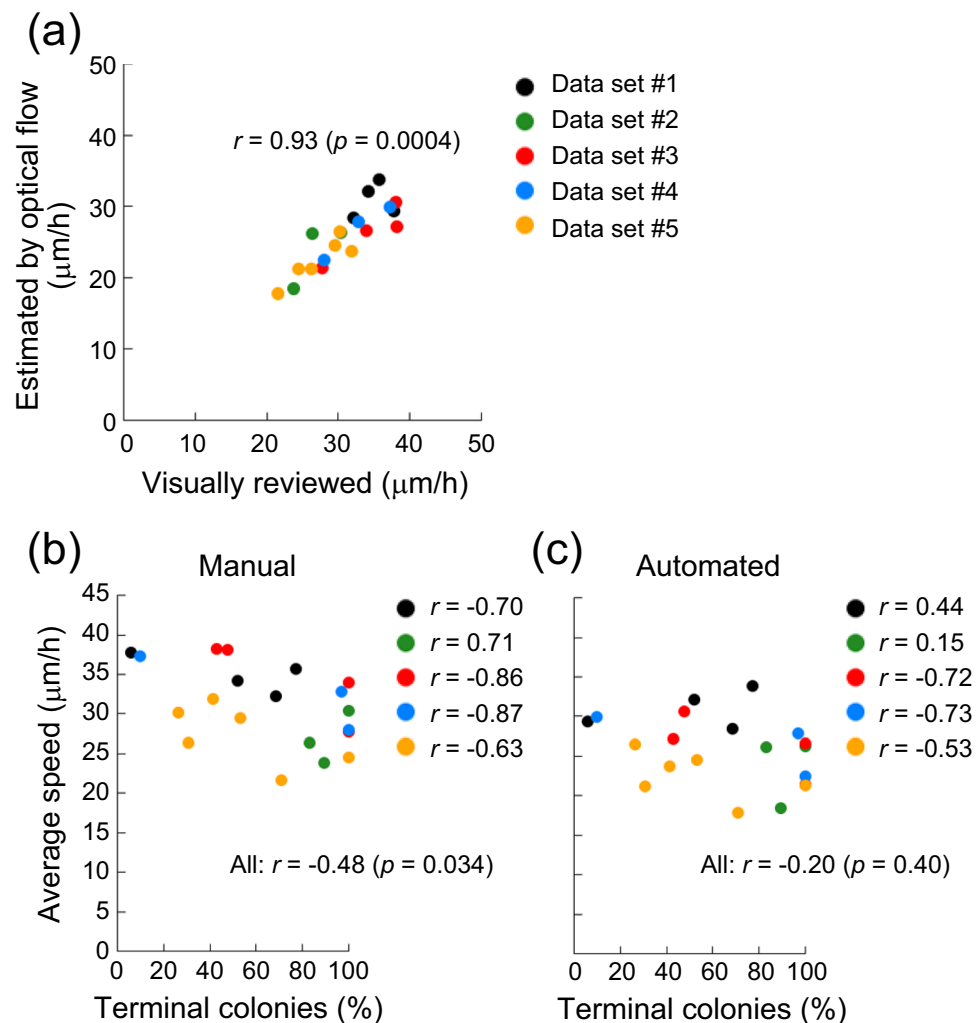 (a)
Estimated by optical flow
(μm/h)
50
40
30
20
10
0
r = 0.93 (p = 0.0004)
Data set #1
Data set #2
Data set #3
Data set #4
Data set #5
0 10 20 30 40 50
Visually reviewed (μm/h)
(b)
Manual
Average speed (μm/h)
45
40
35
30
25
20
15
10
5
0
r = -0.70
r = 0.71
r = -0.86
r = -0.87
r = -0.63
All: r = -0.48 (p = 0.034)
0 20 40 60 80 100
Terminal colonies (%)
(c)
Automated
r = 0.44
r = 0.15
r = -0.72
r = -0.73
r = -0.53
All: r = -0.20 (p = 0.40)
0 20 40 60 80 100
Terminal colonies (%)